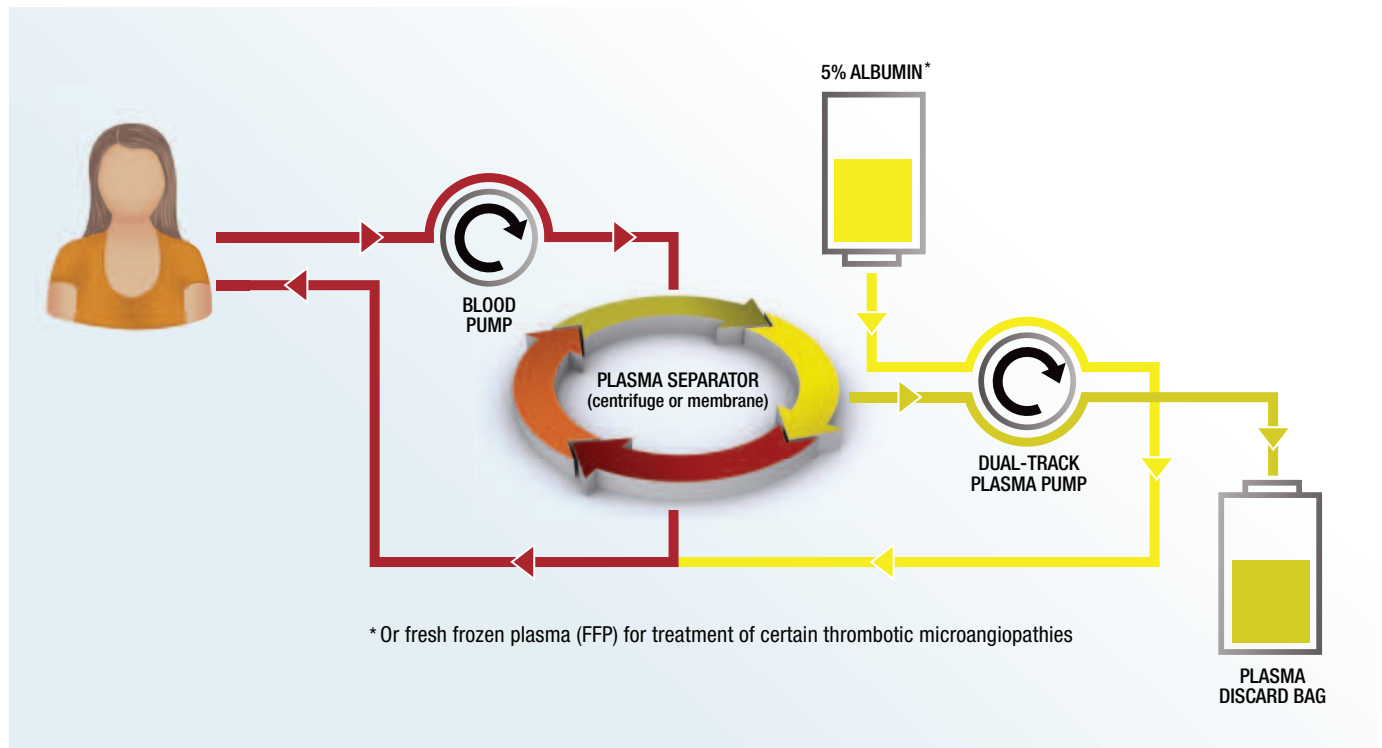 5% ALBUMIN*
BLOOD
PUMP
PLASMA SEPARATOR
(centrifuge or membrane)
DUAL-TRACK
PLASMA PUMP
PLASMA
DISCARD BAG
* Or fresh frozen plasma (FFP) for treatment of certain thrombotic microangiopathies